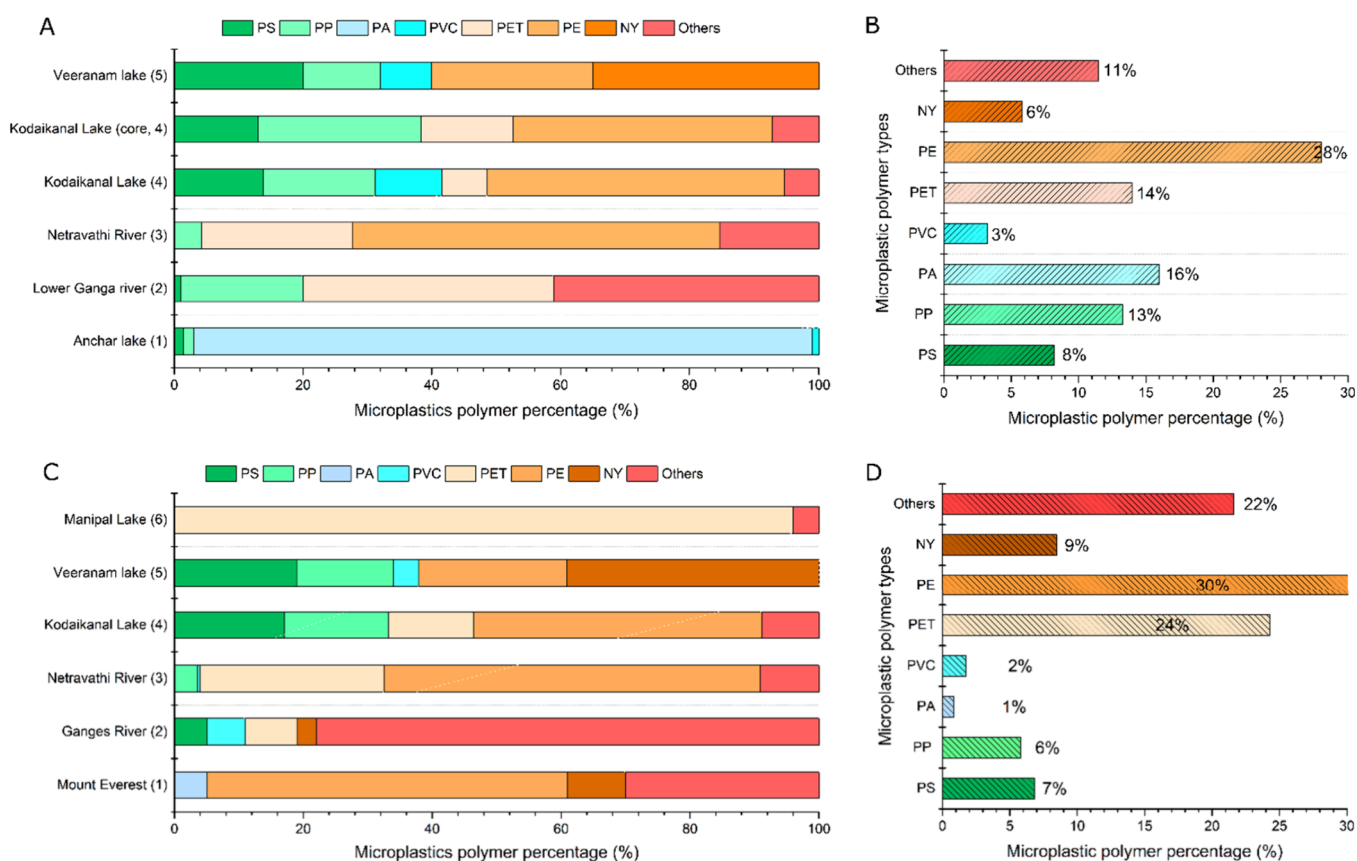 A
PS PP PA PVC PET PE NY Others
Veeranam lake (5)
Kodaikanal Lake (core, 4)
Kodaikanal Lake (4)
Netravathi River (3)
Lower Ganga river (2)
Anchar lake (1)
0 20 40 60 80 100
Microplastics polymer percentage (%)
B
Microplastic polymer types
Others 11%
NY 6%
PE 28%
PET 14%
PVC 3%
PA 16%
PP 13%
PS 8%
0 5 10 15 20 25 30
Microplastic polymer percentage (%)
C
PS PP PA PVC PET PE NY Others
Manipal Lake (6)
Veeranam lake (5)
Kodaikanal Lake (4)
Netravathi River (3)
Ganges River (2)
Mount Everest (1)
0 20 40 60 80 100
Microplastics polymer percentage (%)
D
Microplastic polymer types
Others 22%
NY 9%
PE 30%
PET 24%
PVC 2%
PA 1%
PP 6%
PS 7%
0 5 10 15 20 25 30
Microplastic polymer percentage (%)